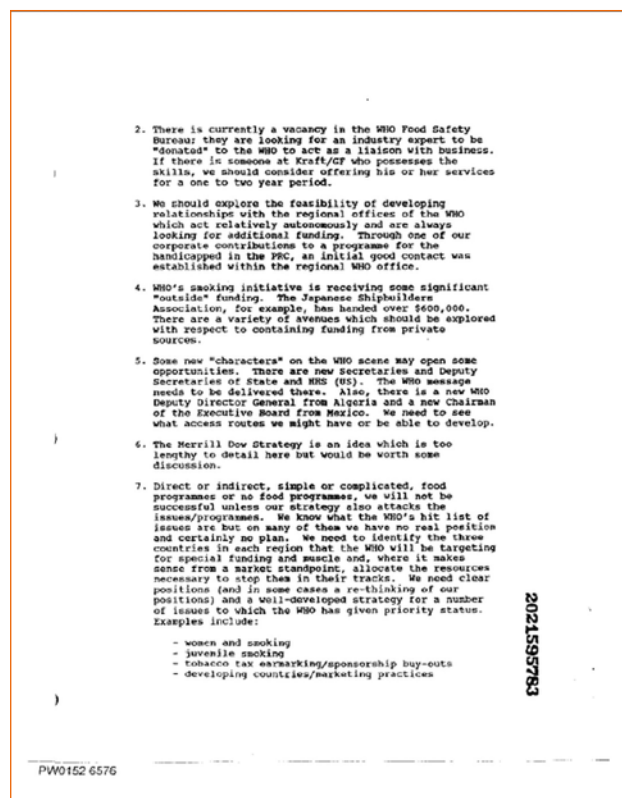 2. There is currently a vacancy in the WHO Food Safety
Bureau; they are looking for an industry expert to be
"donated" to the WHO to act as a liaison with business.
If there is someone at Kraft/GF who possesses the
skills, we should consider offering his or her services
for a one to two year period.
3. We should explore the feasibility of developing
relationships with the regional offices of the WHO
which act relatively autonomously and are always
looking for additional funding. Through one of our
corporate contributions to a programme for the
handicapped in the PRC, an initial good contact was
established within the regional WHO office.
4. WHO's smoking initiative is receiving some significant
"outside" funding. The Japanese Shipbuilders
Association, for example, has handed over $600,000.
There are a variety of avenues which should be explored
with respect to containing funding from private
sources.
5. Some new "characters" on the WHO scene may open some
opportunities. There are new Secretaries and Deputy
Secretaries of State and HHS (US). The WHO message
needs to be delivered there. Also, there is a new WHO
Deputy Director General from Algeria and a new Chairman
of the Executive Board from Mexico. We need to see
what access routes we might have or be able to develop.
6. The Merrill Dow Strategy is an idea which is too
lengthy to detail here but would be worth some
discussion.
7. Direct or indirect, simple or complicated, food
programmes or no food programmes, we will not be
successful unless our strategy also attacks the
issues/programmes. We know what the WHO's hit list of
issues are but on many of them we have no real position
and certainly no plan. We need to identify the three
countries in each region that the WHO will be targeting
for special funding and muscle and, where it makes
sense from a market standpoint, allocate the resources
necessary to stop them in their tracks. We need clear
positions (and in some cases a re-thinking of our
positions) and a well-developed strategy for a number
of issues to which the WHO has given priority status.
Examples include:
- women and smoking
- juvenile smoking
- tobacco tax earmarking/sponsorship buy-outs
- developing countries/marketing practices
2021595783
PW0152 6576